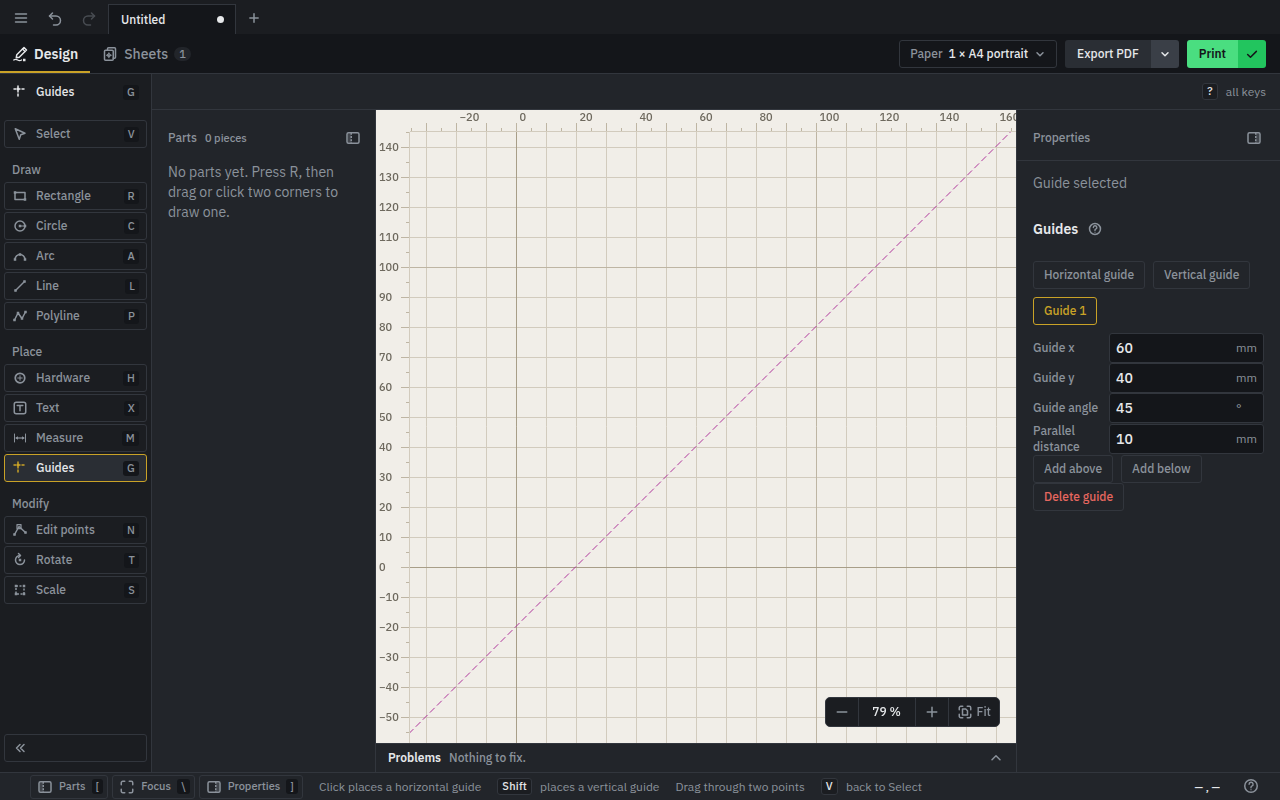 Untitled
Design
Sheets 1
Paper 1 × A4 portrait
Export PDF
Print
Guides G
? all keys
Select V
Draw
Rectangle R
Circle C
Arc A
Line L
Polyline P
Place
Hardware H
Text X
Measure M
Guides G
Modify
Edit points N
Rotate T
Scale S
Parts 0 pieces
No parts yet. Press R, then
drag or click two corners to
draw one.
−20 0 20 40 60 80 100 120 140 160
140
130
120
110
100
90
80
70
60
50
40
30
20
10
0
−10
−20
−30
−40
−50
79 %
Fit
Problems Nothing to fix.
Properties
Guide selected
Guides
Horizontal guide
Vertical guide
Guide 1
Guide x 60 mm
Guide y 40 mm
Guide angle 45 °
Parallel
distance 10 mm
Add above
Add below
Delete guide
Parts [
Focus \
Properties ]
Click places a horizontal guide
Shift places a vertical guide
Drag through two points
V back to Select
–,–